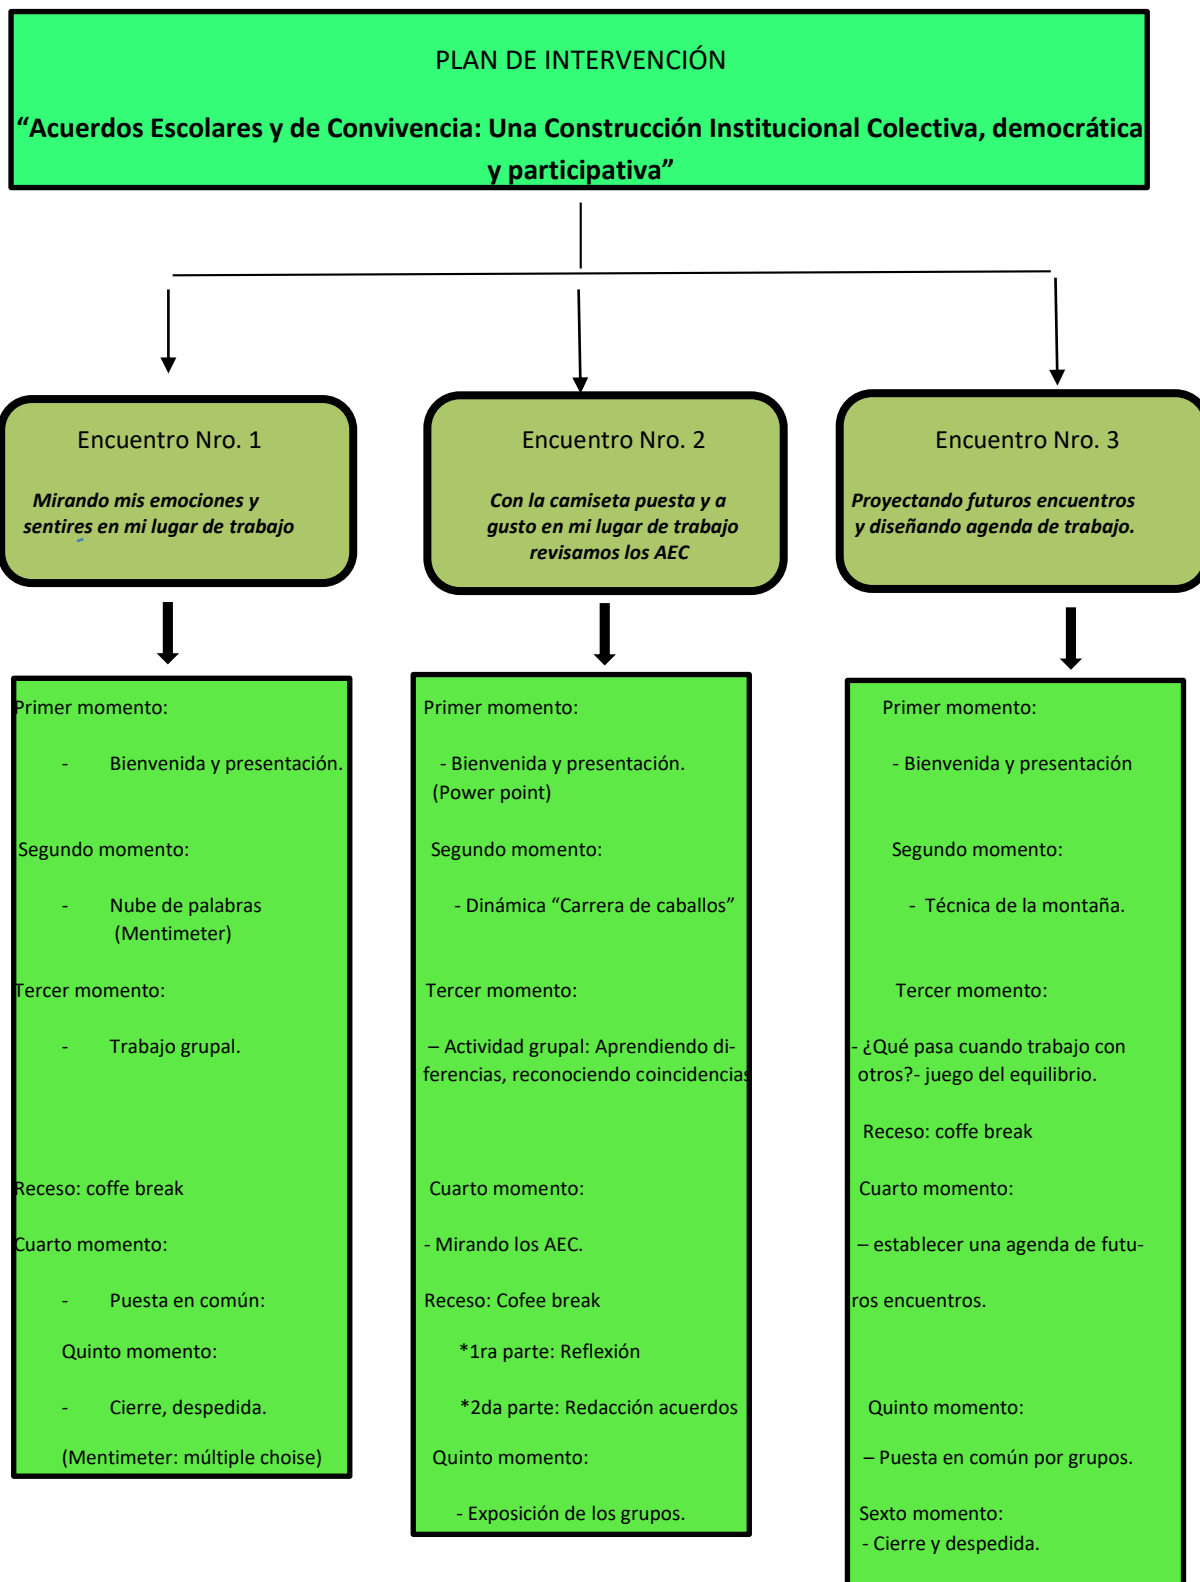 PLAN DE INTERVENCIÓN
“Acuerdos Escolares y de Convivencia: Una Construcción Institucional Colectiva, democrática
y participativa”
Encuentro Nro. 1
Mirando mis emociones y
sentires en mi lugar de trabajo
Encuentro Nro. 2
Con la camiseta puesta y a
gusto en mi lugar de trabajo
revisamos los AEC
Encuentro Nro. 3
Proyectando futuros encuentros
y diseñando agenda de trabajo.
Primer momento:
- Bienvenida y presentación.
Segundo momento:
- Nube de palabras
(Mentimeter)
Tercer momento:
- Trabajo grupal.
Receso: coffe break
Cuarto momento:
- Puesta en común:
Quinto momento:
- Cierre, despedida.
(Mentimeter: múltiple choise)
Primer momento:
- Bienvenida y presentación.
(Power point)
Segundo momento:
- Dinámica “Carrera de caballos”
Tercer momento:
– Actividad grupal: Aprendiendo di-
ferencias, reconociendo coincidencias
Cuarto momento:
- Mirando los AEC.
Receso: Cofee break
*1ra parte: Reflexión
*2da parte: Redacción acuerdos
Quinto momento:
- Exposición de los grupos.
Primer momento:
- Bienvenida y presentación
Segundo momento:
- Técnica de la montaña.
Tercer momento:
- ¿Qué pasa cuando trabajo con
otros?- juego del equilibrio.
Receso: coffe break
Cuarto momento:
– establecer una agenda de futu-
ros encuentros.
Quinto momento:
– Puesta en común por grupos.
Sexto momento:
- Cierre y despedida.